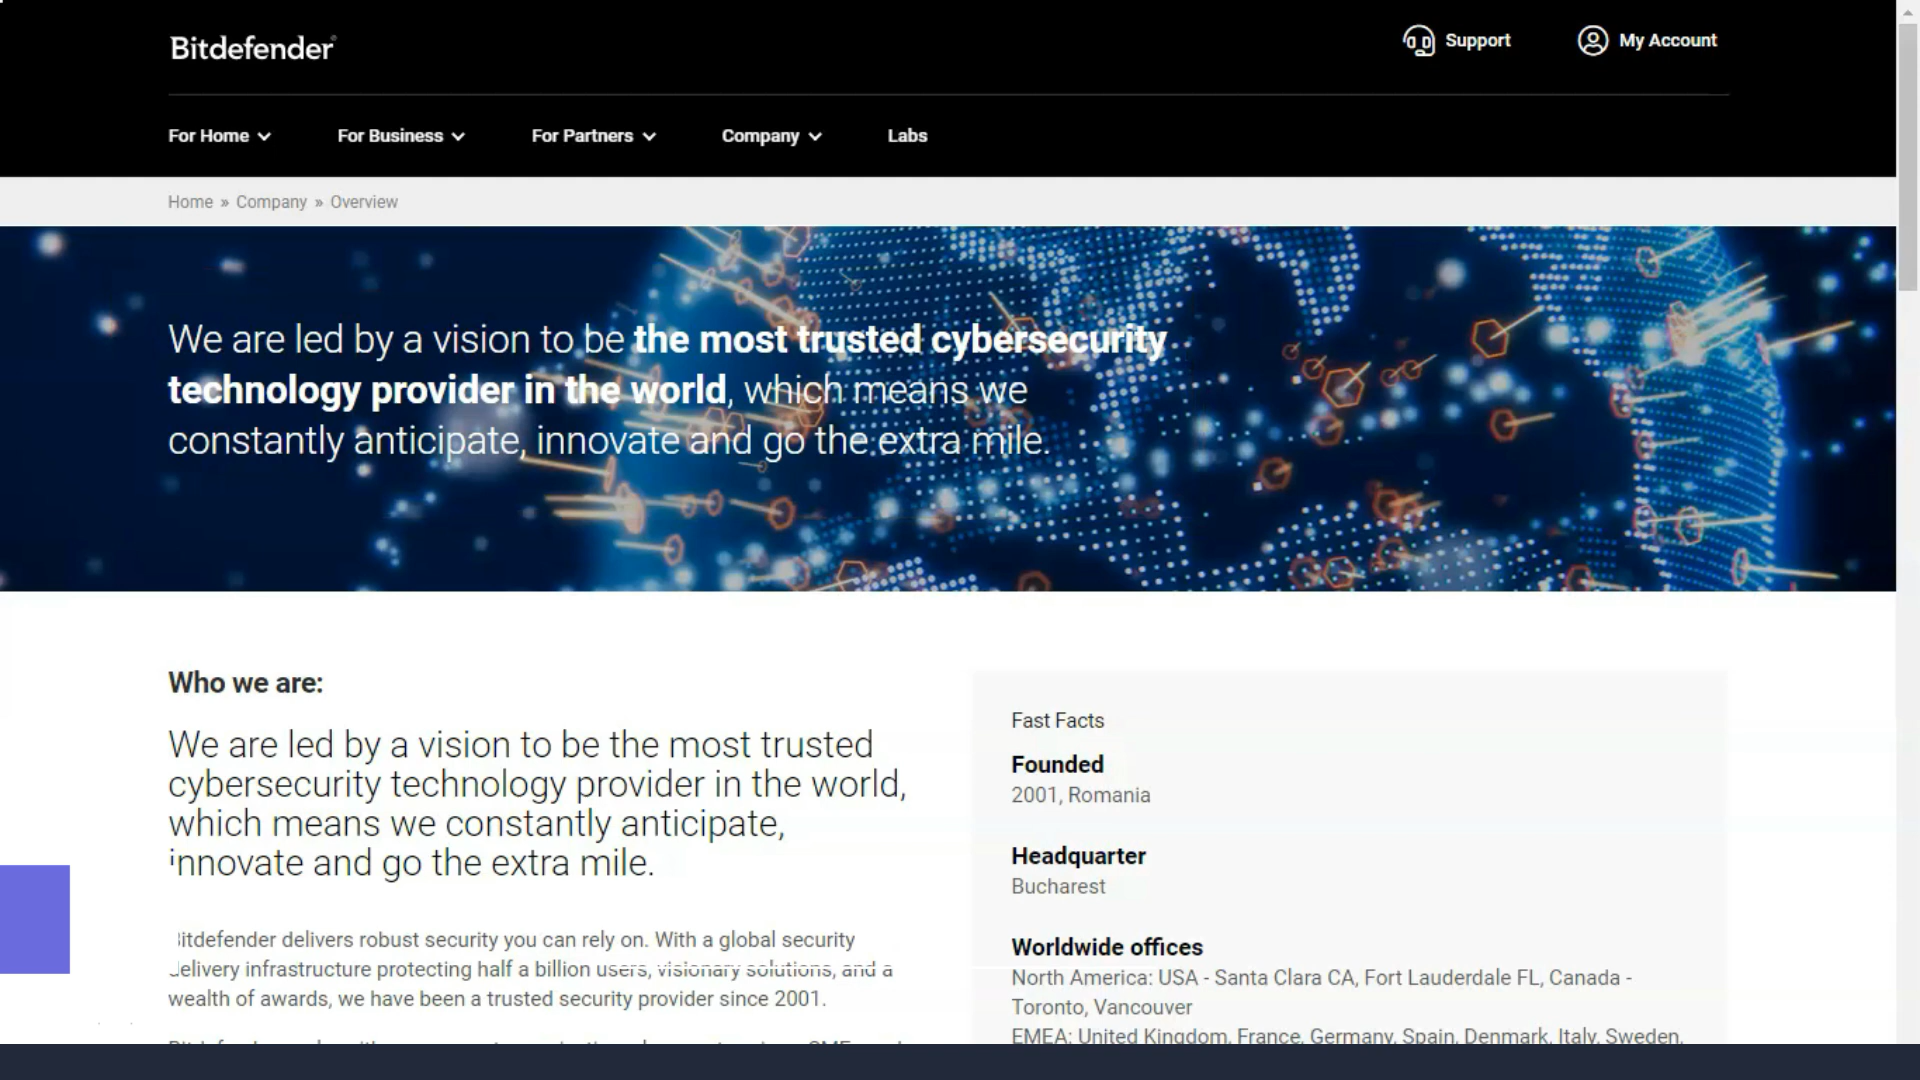 Bitdefender
Support
My Account
For Home
For Business
For Partners
Company
Labs
Home » Company » Overview
We are led by a vision to be the most trusted cybersecurity
technology provider in the world, which means we
constantly anticipate, innovate and go the extra mile.
Who we are:
We are led by a vision to be the most trusted
cybersecurity technology provider in the world,
which means we constantly anticipate,
innovate and go the extra mile.
Bitdefender delivers robust security you can rely on. With a global security
delivery infrastructure protecting half a billion users, visionary solutions, and a
wealth of awards, we have been a trusted security provider since 2001.
Fast Facts
Founded
2001, Romania
Headquarter
Bucharest
Worldwide offices
North America: USA - Santa Clara CA, Fort Lauderdale FL, Canada -
Toronto, Vancouver
EMEA: United Kingdom, France, Germany, Spain, Denmark, Italy, Sweden,